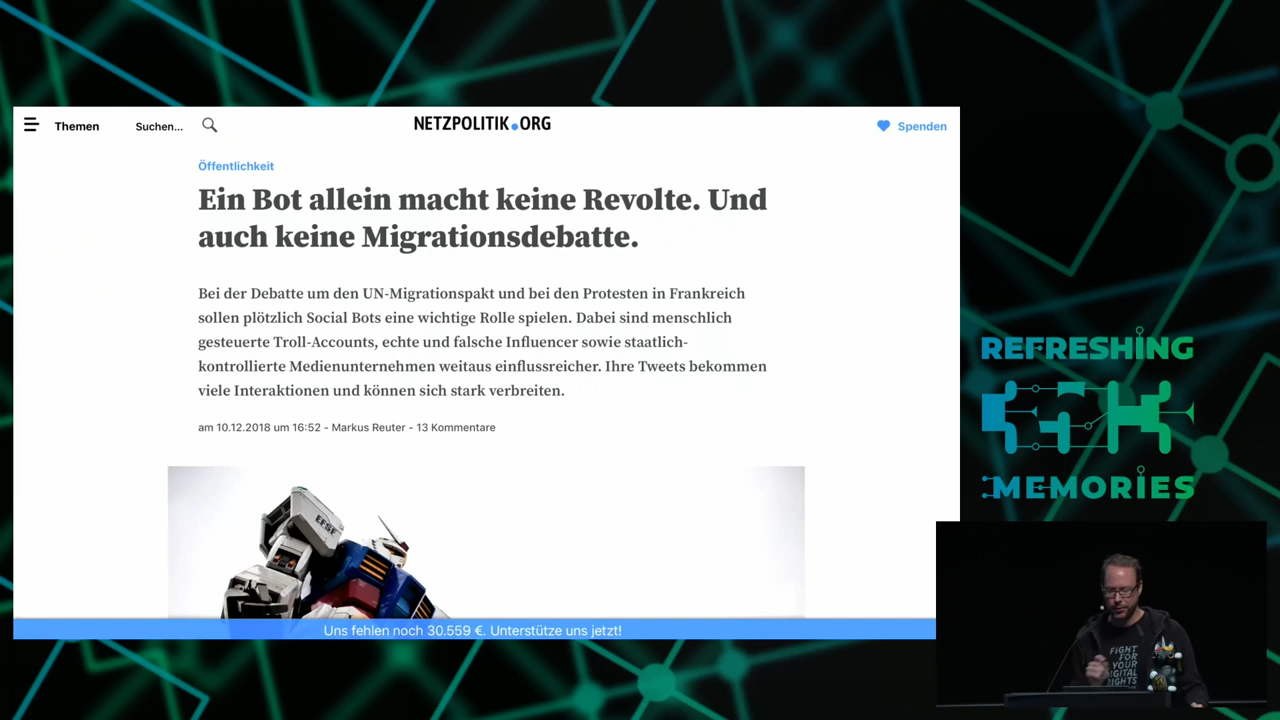 Themen
Suchen...
NETZPOLITIK.ORG
Spenden
Öffentlichkeit
Ein Bot allein macht keine Revolte. Und
auch keine Migrationsdebatte.
Bei der Debatte um den UN-Migrationspakt und bei den Protesten in Frankreich
sollen plötzlich Social Bots eine wichtige Rolle spielen. Dabei sind menschlich
gesteuerte Troll-Accounts, echte und falsche Influencer sowie staatlich-
kontrollierte Medienunternehmen weitaus einflussreicher. Ihre Tweets bekommen
viele Interaktionen und können sich stark verbreiten.
am 10.12.2018 um 16:52 - Markus Reuter - 13 Kommentare
EFSF
Uns fehlen noch 30.559 €. Unterstütze uns jetzt!
REFRESHING
35C3
MEMORIES
FIGHT
FOR
YOUR
DIGITAL
RIGHTS